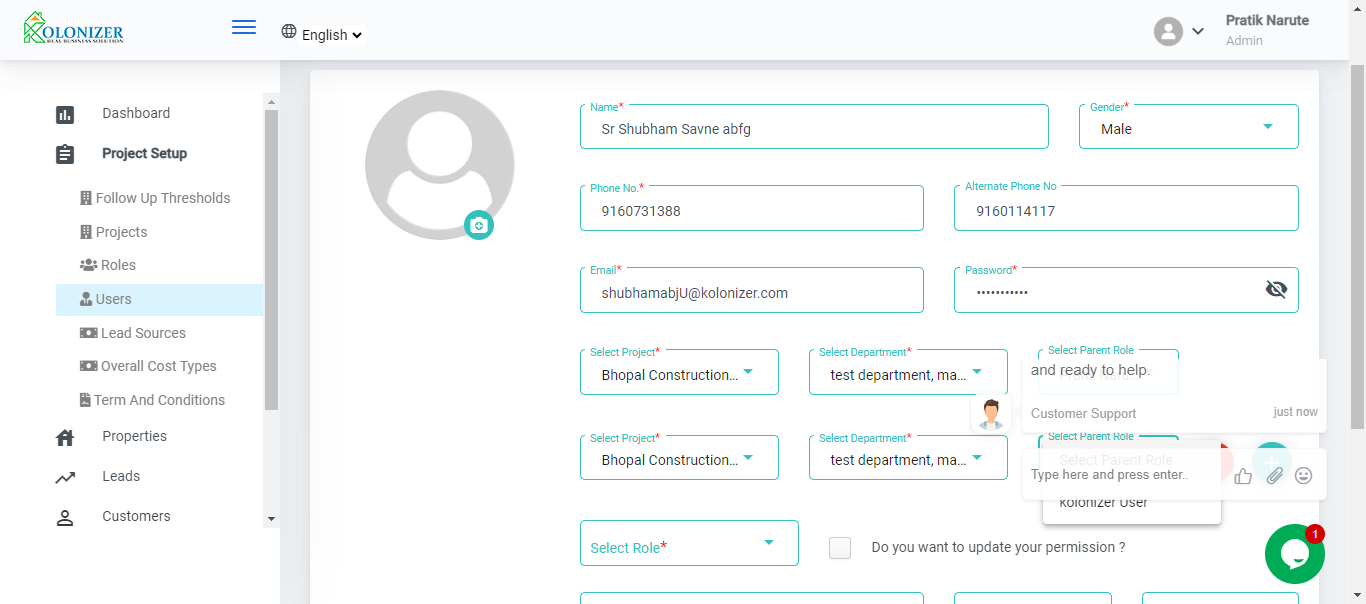 KOLONIZER
REAL BUSINESS SOLUTION
English
Pratik Narute
Admin
Dashboard
Project Setup
Follow Up Thresholds
Projects
Roles
Users
Lead Sources
Overall Cost Types
Term And Conditions
Properties
Leads
Customers
Name*
Sr Shubham Savne abfg
Gender*
Male
Phone No.*
9160731388
Alternate Phone No
9160114117
Email*
shubhamabjU@kolonizer.com
Password*
•••••••••••
Select Project*
Bhopal Construction...
Select Department*
test department, ma...
Select Parent Role
and ready to help.
Customer Support
just now
Select Project*
Bhopal Construction...
Select Department*
test department, ma...
Select Parent Role
Select Parent Role
Type here and press enter..
kolonizer User
Select Role*
Do you want to update your permission ?
1